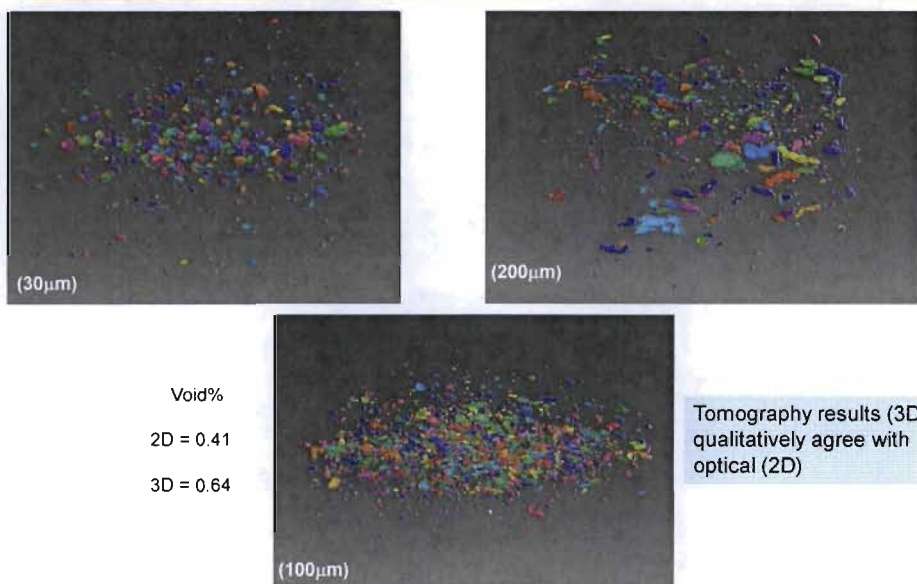 (30μm)
(200μm)
Void%
2D = 0.41
3D = 0.64
Tomography results (3D
qualitatively agree with
optical (2D)
(100μm)